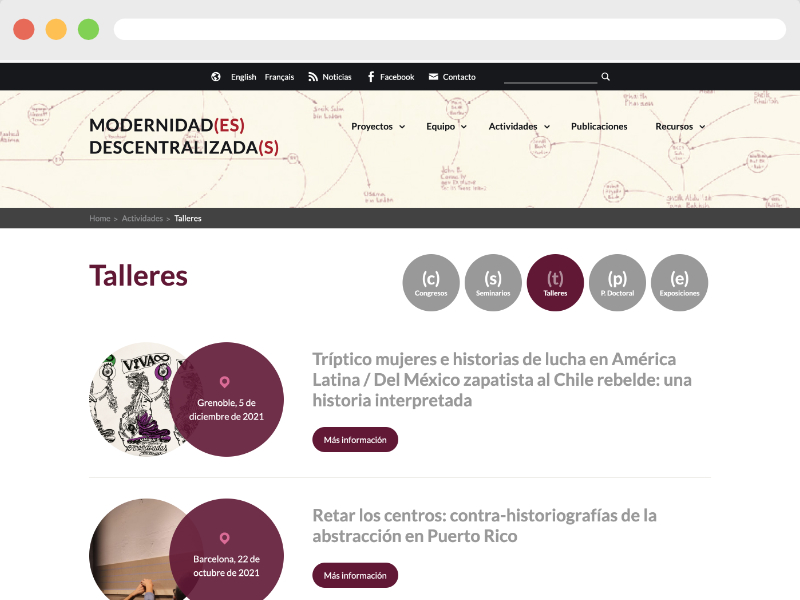 English Français Noticias Facebook Contacto
MODERNIDAD(ES)
DESCENTRALIZADA(S)
Proyectos Equipo Actividades Publicaciones Recursos
Home > Actividades > Talleres
Talleres
(c) Congresos
(s) Seminarios
(t) Talleres
(p) P. Doctoral
(e) Exposiciones
VIVA
Grenoble, 5 de
diciembre de 2021
Tríptico mujeres e historias de lucha en América
Latina / Del México zapatista al Chile rebelde: una
historia interpretada
Más información
Barcelona, 22 de
octubre de 2021
Retar los centros: contra-historiografías de la
abstracción en Puerto Rico
Más información